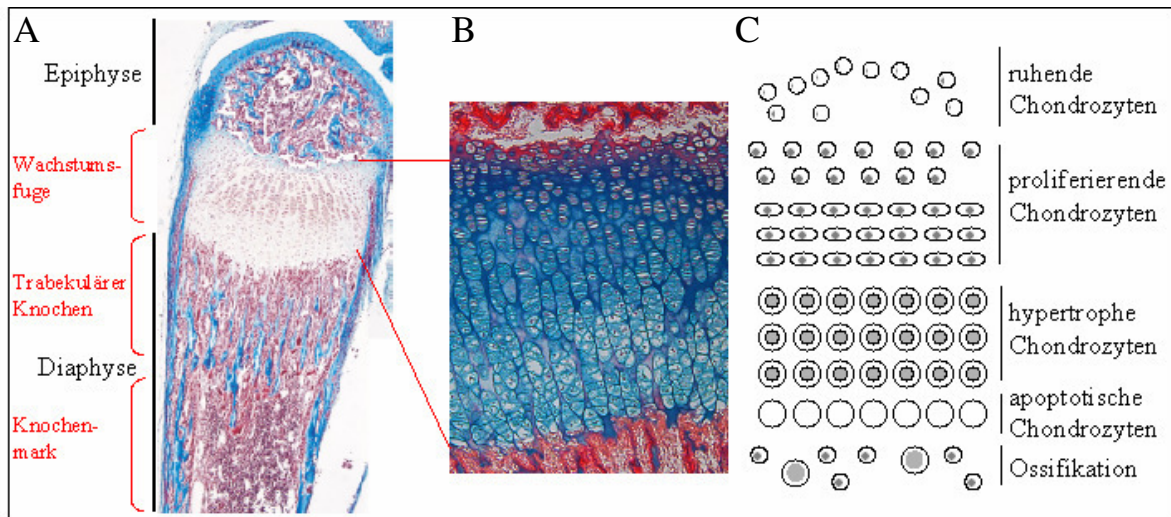 A
Epiphyse
Wachstums-
fuge
Trabekulärer
Knochen
Diaphyse
Knochen-
mark
B
C
ruhende
Chondrozyten
proliferierende
Chondrozyten
hypertrophe
Chondrozyten
apoptotische
Chondrozyten
Ossifikation